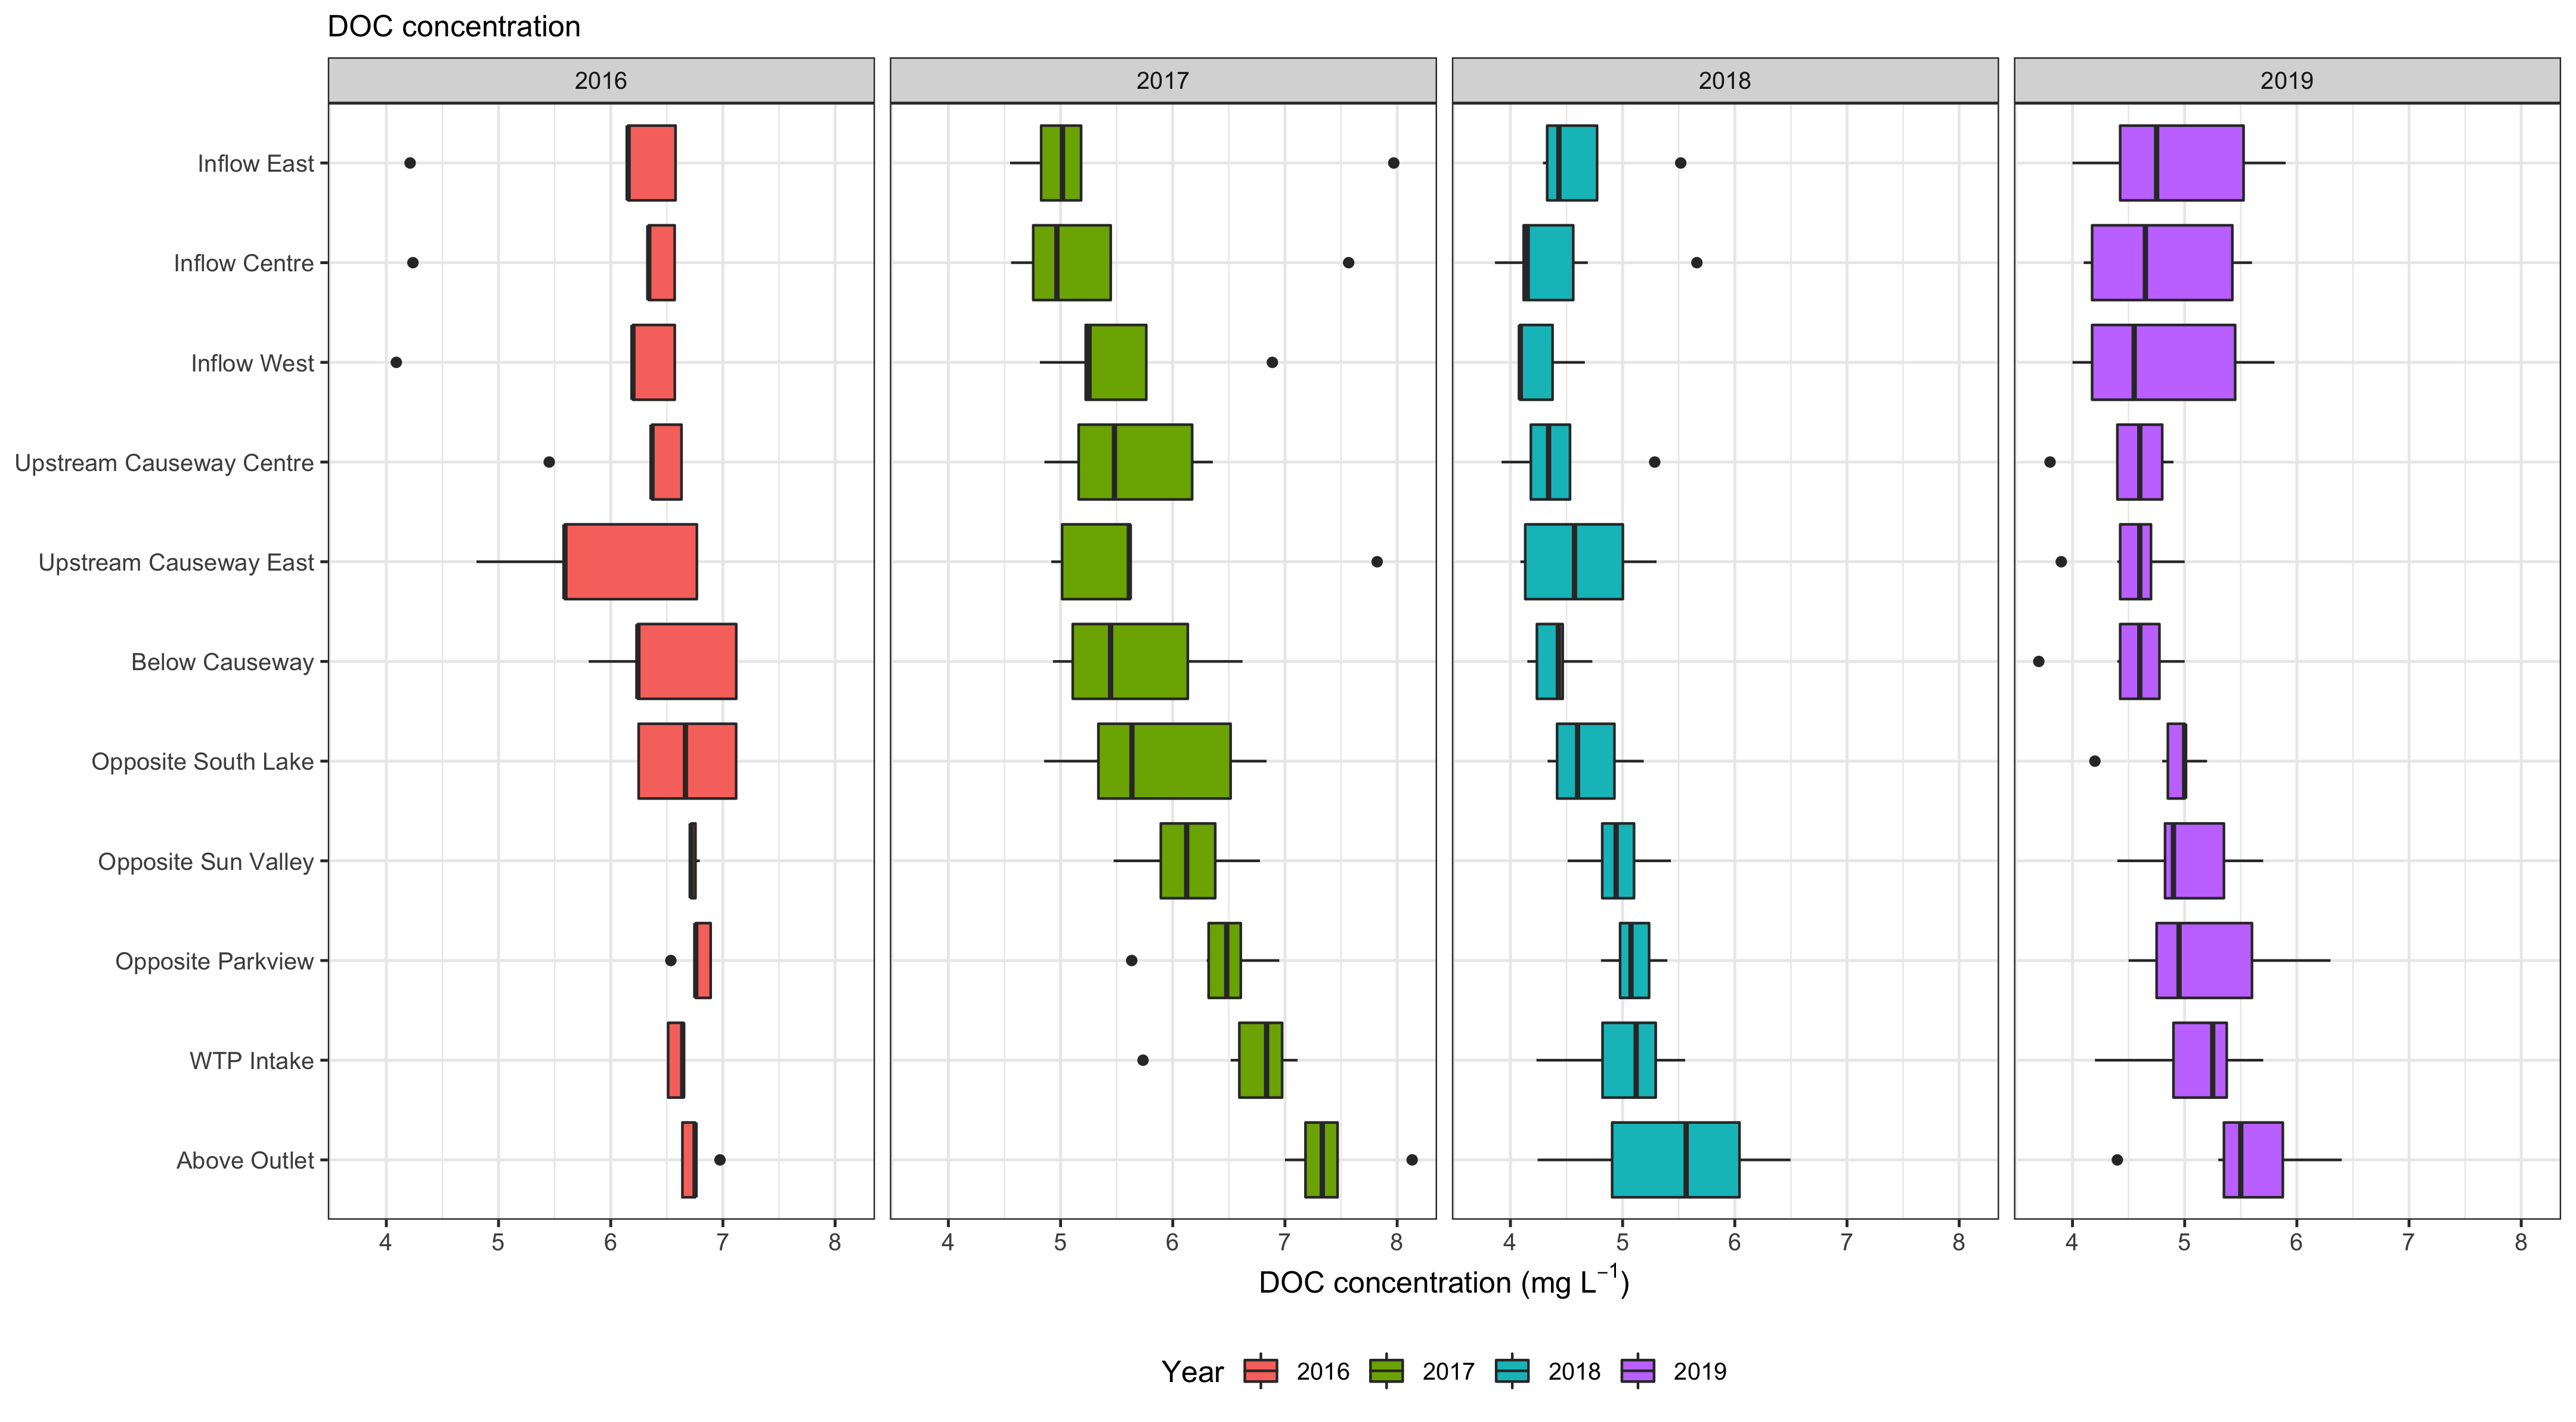 DOC concentration
2016 2017 2018 2019
Inflow East
Inflow Centre
Inflow West
Upstream Causeway Centre
Upstream Causeway East
Below Causeway
Opposite South Lake
Opposite Sun Valley
Opposite Parkview
WTP Intake
Above Outlet
4 5 6 7 8 4 5 6 7 8 4 5 6 7 8 4 5 6 7 8
DOC concentration (mg L⁻¹)
Year 2016 2017 2018 2019